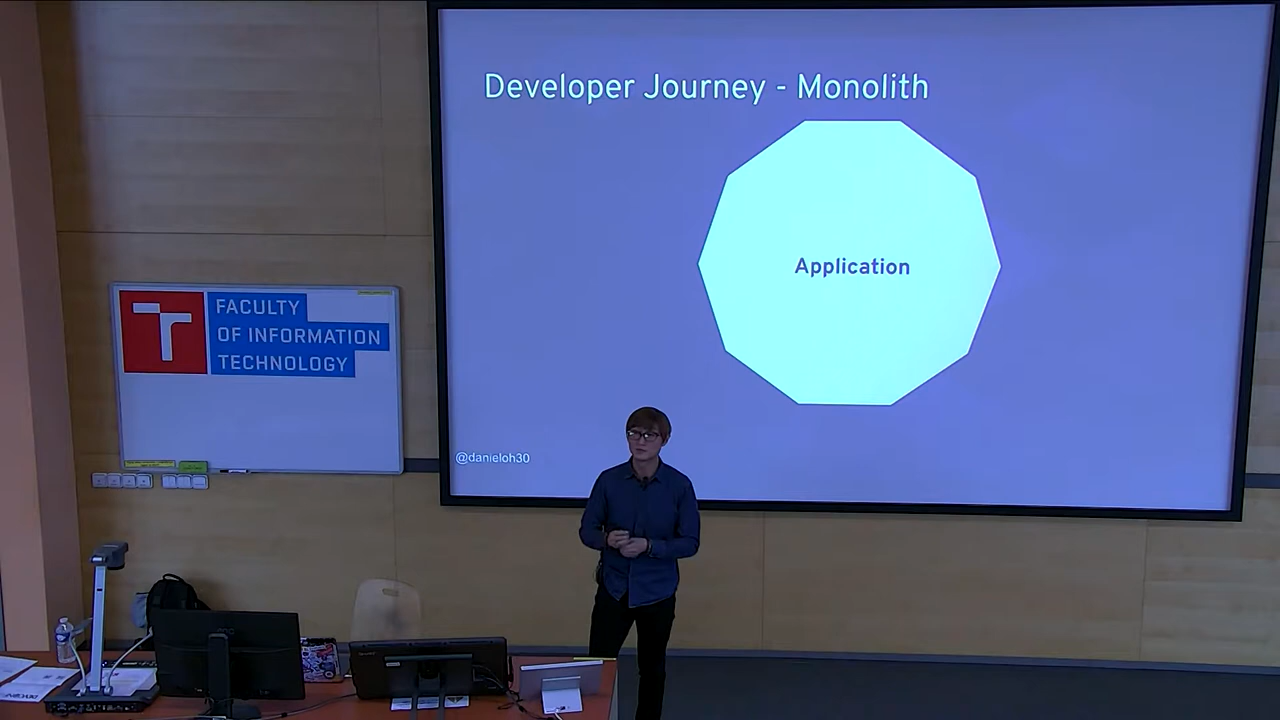 Developer Journey - Monolith
Application
@danieloh30
FACULTY
OF INFORMATION
TECHNOLOGY